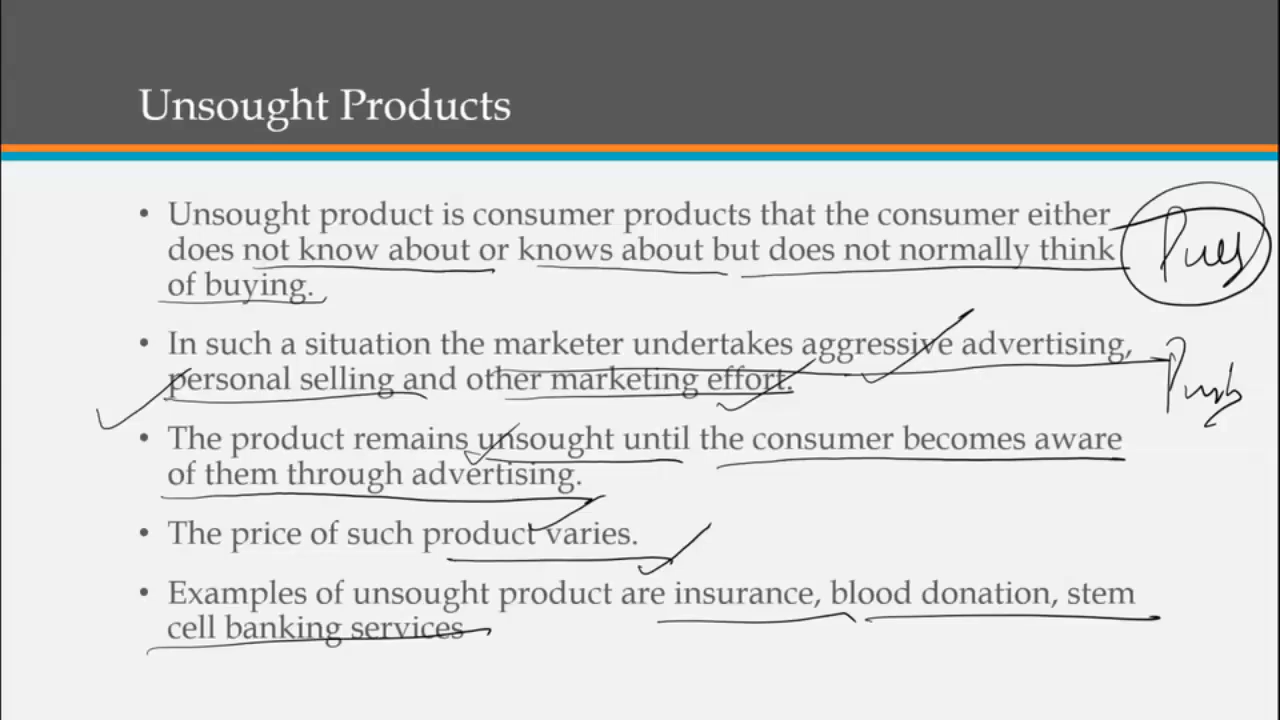 Unsought Products
• Unsought product is consumer products that the consumer either
does not know about or knows about but does not normally think
of buying.
• In such a situation the marketer undertakes aggressive advertising,
personal selling and other marketing effort.
Push
• The product remains unsought until the consumer becomes aware
of them through advertising.
• The price of such product varies.
• Examples of unsought product are insurance, blood donation, stem
cell banking services